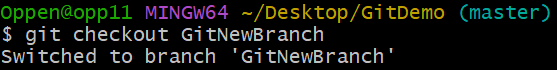 Oppen@opp11 MINGW64 ~/Desktop/GitDemo (master)
$ git checkout GitNewBranch
Switched to branch 'GitNewBranch'